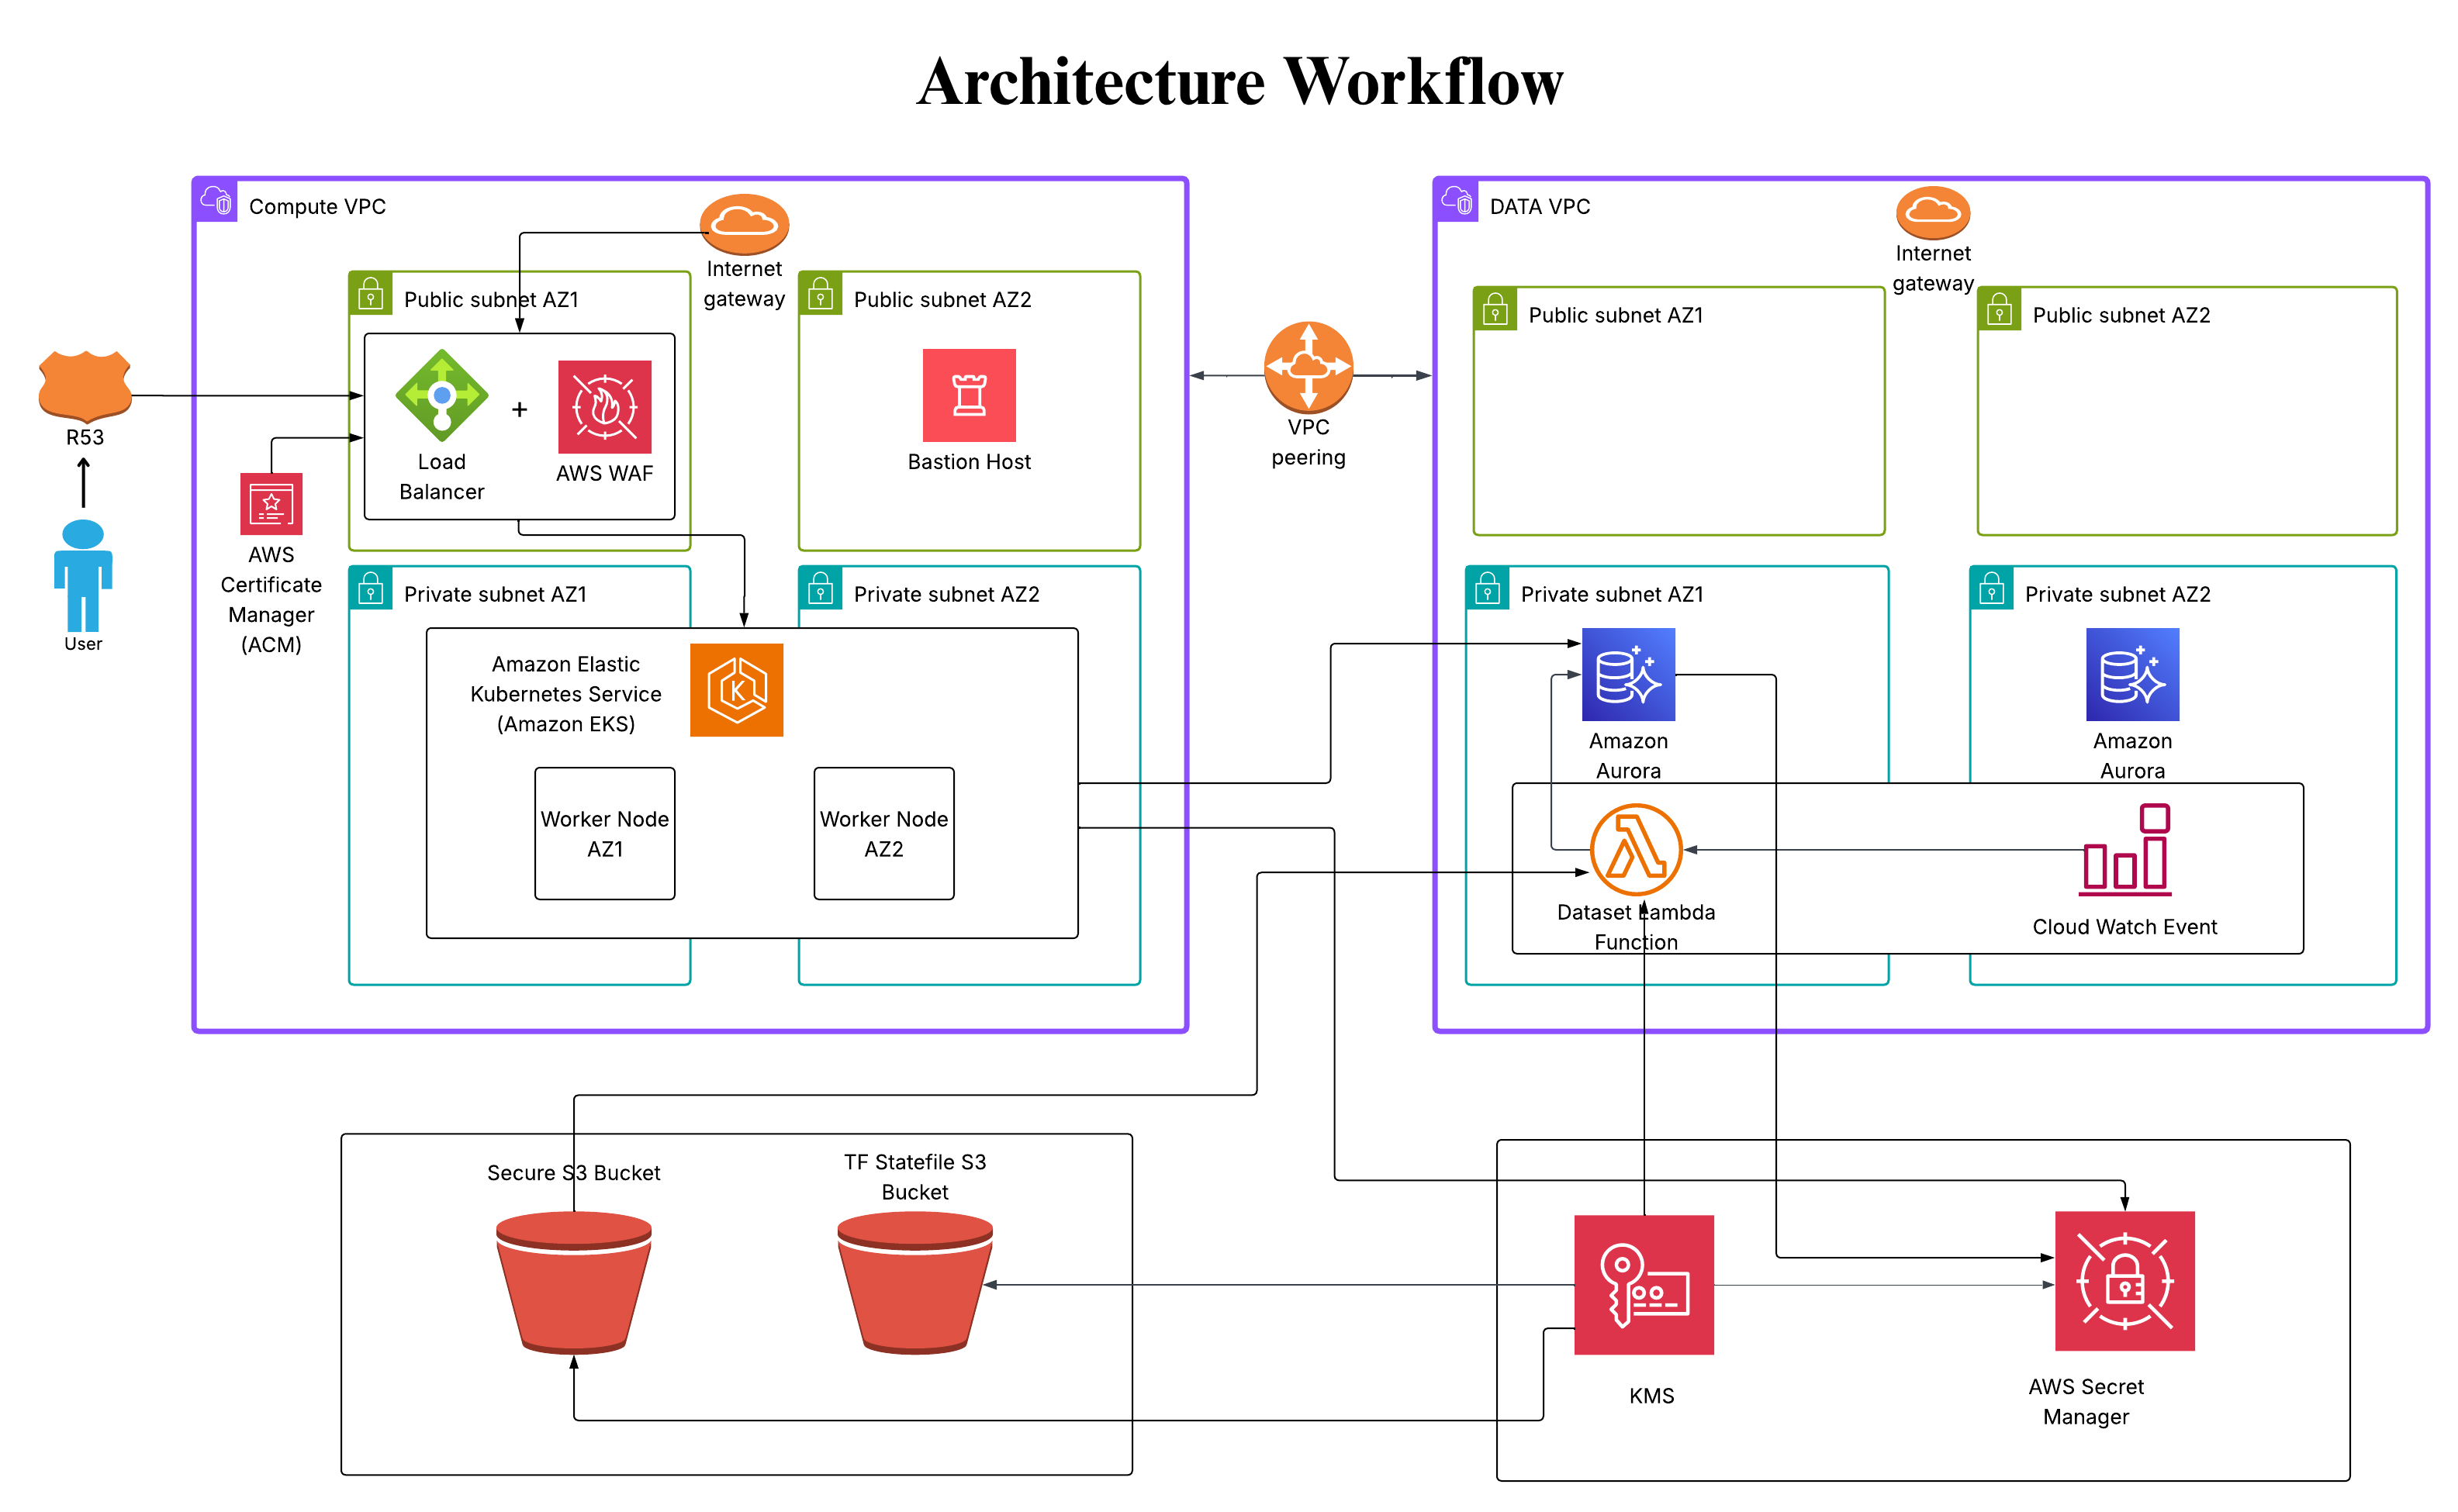 Architecture Workflow
Compute VPC
Internet
gateway
Public subnet AZ1
Public subnet AZ2
Load
Balancer
+
AWS WAF
Bastion Host
R53
User
AWS
Certificate
Manager
(ACM)
Private subnet AZ1
Private subnet AZ2
Amazon Elastic
Kubernetes Service
(Amazon EKS)
K
Worker Node
AZ1
Worker Node
AZ2
VPC
peering
DATA VPC
Internet
gateway
Public subnet AZ1
Public subnet AZ2
Private subnet AZ1
Private subnet AZ2
Amazon
Aurora
Amazon
Aurora
Dataset Lambda
Function
Cloud Watch Event
Secure S3 Bucket
TF Statefile S3
Bucket
KMS
AWS Secret
Manager